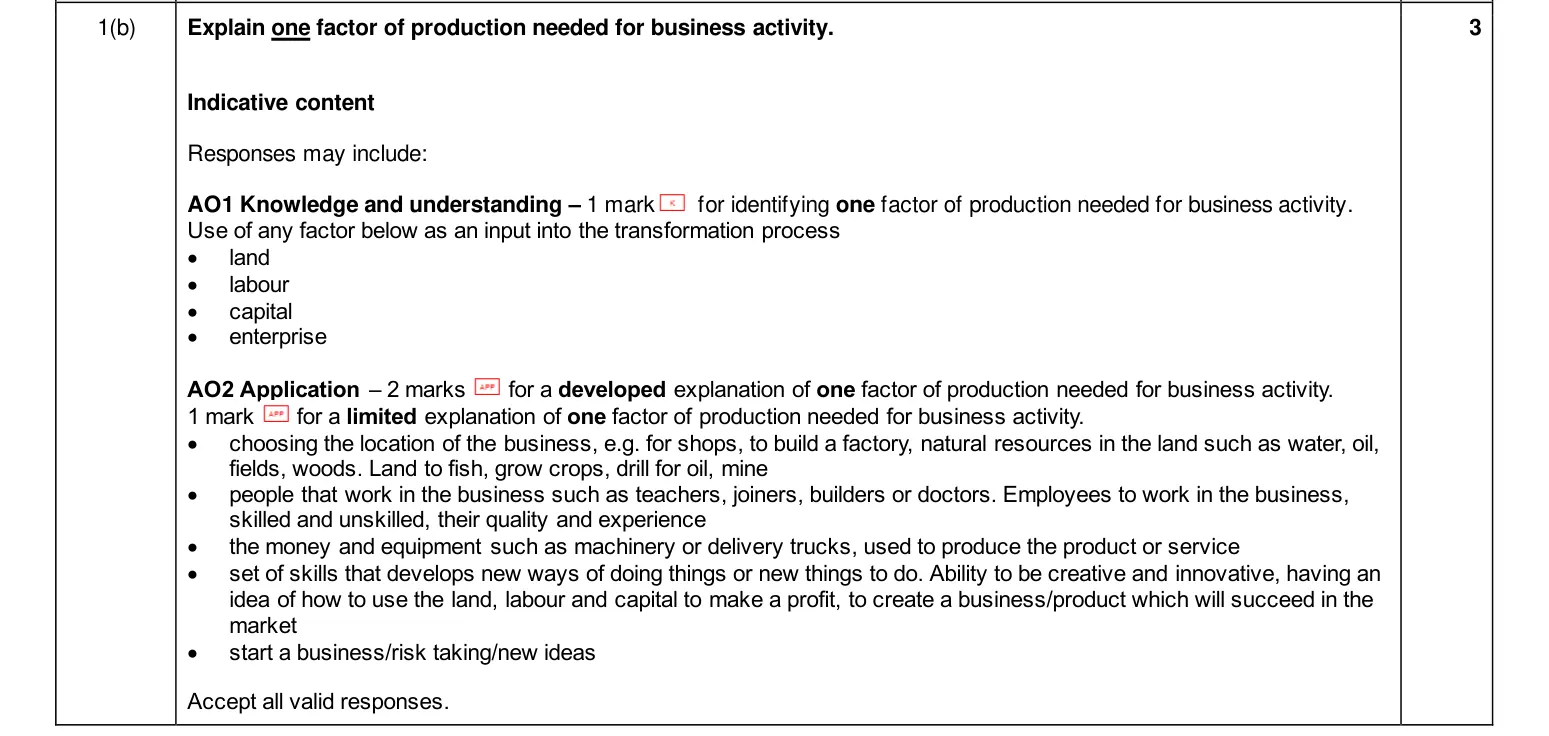 1(b) Explain one factor of production needed for business activity. 3
Indicative content
Responses may include:
AO1 Knowledge and understanding – 1 mark K for identifying one factor of production needed for business activity.
Use of any factor below as an input into the transformation process
• land
• labour
• capital
• enterprise
AO2 Application – 2 marks APP for a developed explanation of one factor of production needed for business activity.
1 mark APP for a limited explanation of one factor of production needed for business activity.
• choosing the location of the business, e.g. for shops, to build a factory, natural resources in the land such as water, oil,
fields, woods. Land to fish, grow crops, drill for oil, mine
• people that work in the business such as teachers, joiners, builders or doctors. Employees to work in the business,
skilled and unskilled, their quality and experience
• the money and equipment such as machinery or delivery trucks, used to produce the product or service
• set of skills that develops new ways of doing things or new things to do. Ability to be creative and innovative, having an
idea of how to use the land, labour and capital to make a profit, to create a business/product which will succeed in the
market
• start a business/risk taking/new ideas
Accept all valid responses.